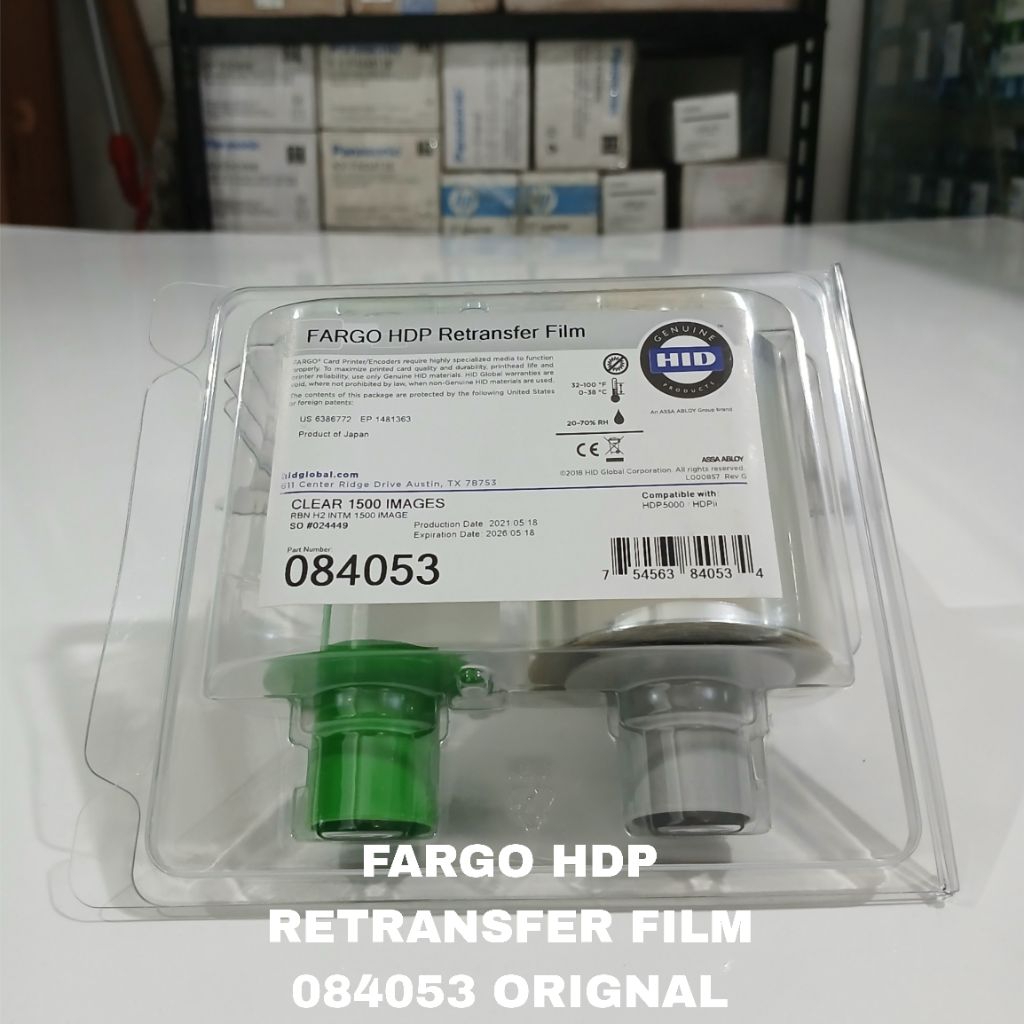 Panasonic
Panasonic
Panasonic
Panasonic
hp
hp
FARGO HDP Retransfer Film
FARGO® Card Printer/Encoders require highly specialized media to function
properly. To maximize printed card quality and durability, printhead life and
printer reliability, use only Genuine HID materials. HID Global warranties are
void, where not prohibited by law, when non-Genuine HID materials are used.
The contents of this package are protected by the following United States
or foreign patents:
US 6386772 EP 1481363
Product of Japan
GENUINE
HID
PRODUCTS
™
An ASSA ABLOY Group brand
32-100 °F
0-38 °C
20-70% RH
CE
ASSA ABLOY
©2018 HID Global Corporation. All rights reserved.
L000857 Rev G
hidglobal.com
611 Center Ridge Drive Austin, TX 78753
CLEAR 1500 IMAGES
RBN H2 INTM 1500 IMAGE
SO #024449
Production Date: 2021:05:18
Expiration Date: 2026:05:18
Compatible with:
HDP5000 HDPii
Part Number:
084053
7 54563 84053 4
FARGO HDP
RETRANSFER FILM
084053 ORIGNAL